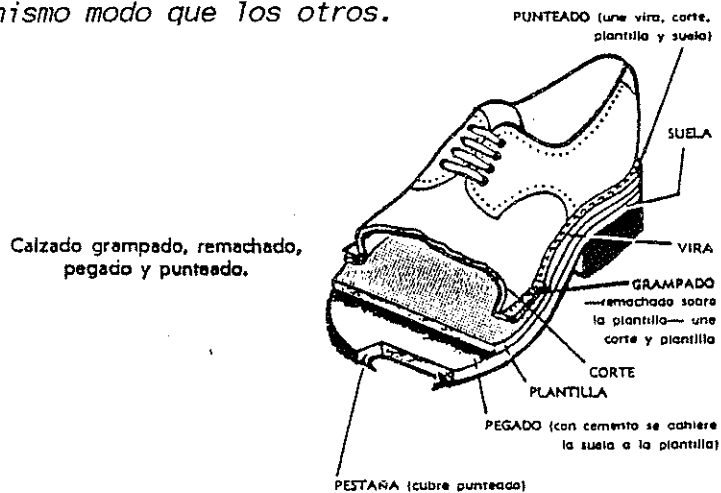 mismo modo que los otros.
PUNTEADO (une vira, corte,
plantilla y suela)
SUELA
Calzado grampado, remachado,
pegado y punteado.
VIRA
GRAMPADO
—remachado sobre
la plantilla— une
corte y plantilla
CORTE
PLANTILLA
PEGADO (con cemento se adhiere
la suela a la plantilla)
PESTAÑA (cubre punteado)